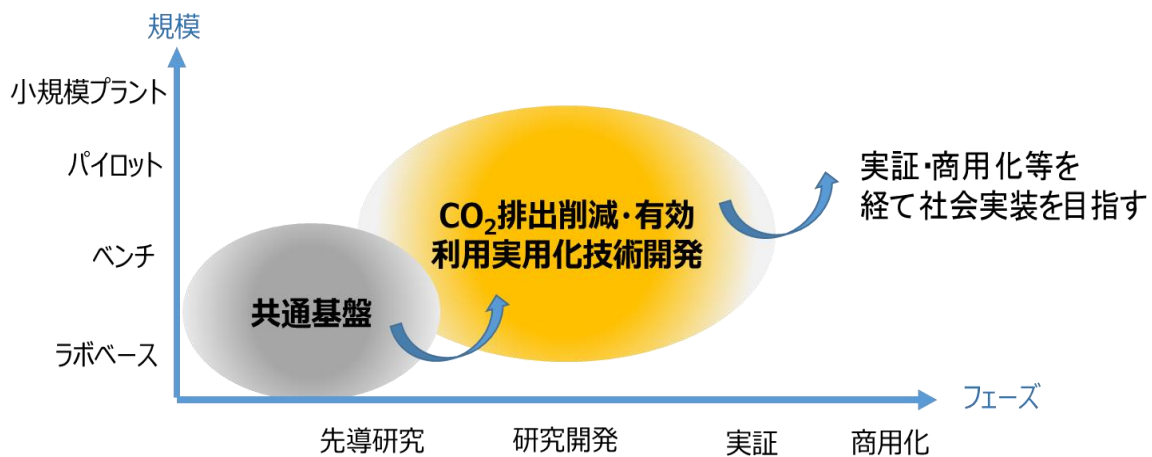 規模
小規模プラント
パイロット
ベンチ
ラボベース
CO₂排出削減・有効
利用実用化技術開発
共通基盤
実証・商用化等を
経て社会実装を目指す
フェーズ
先導研究
研究開発
実証
商用化